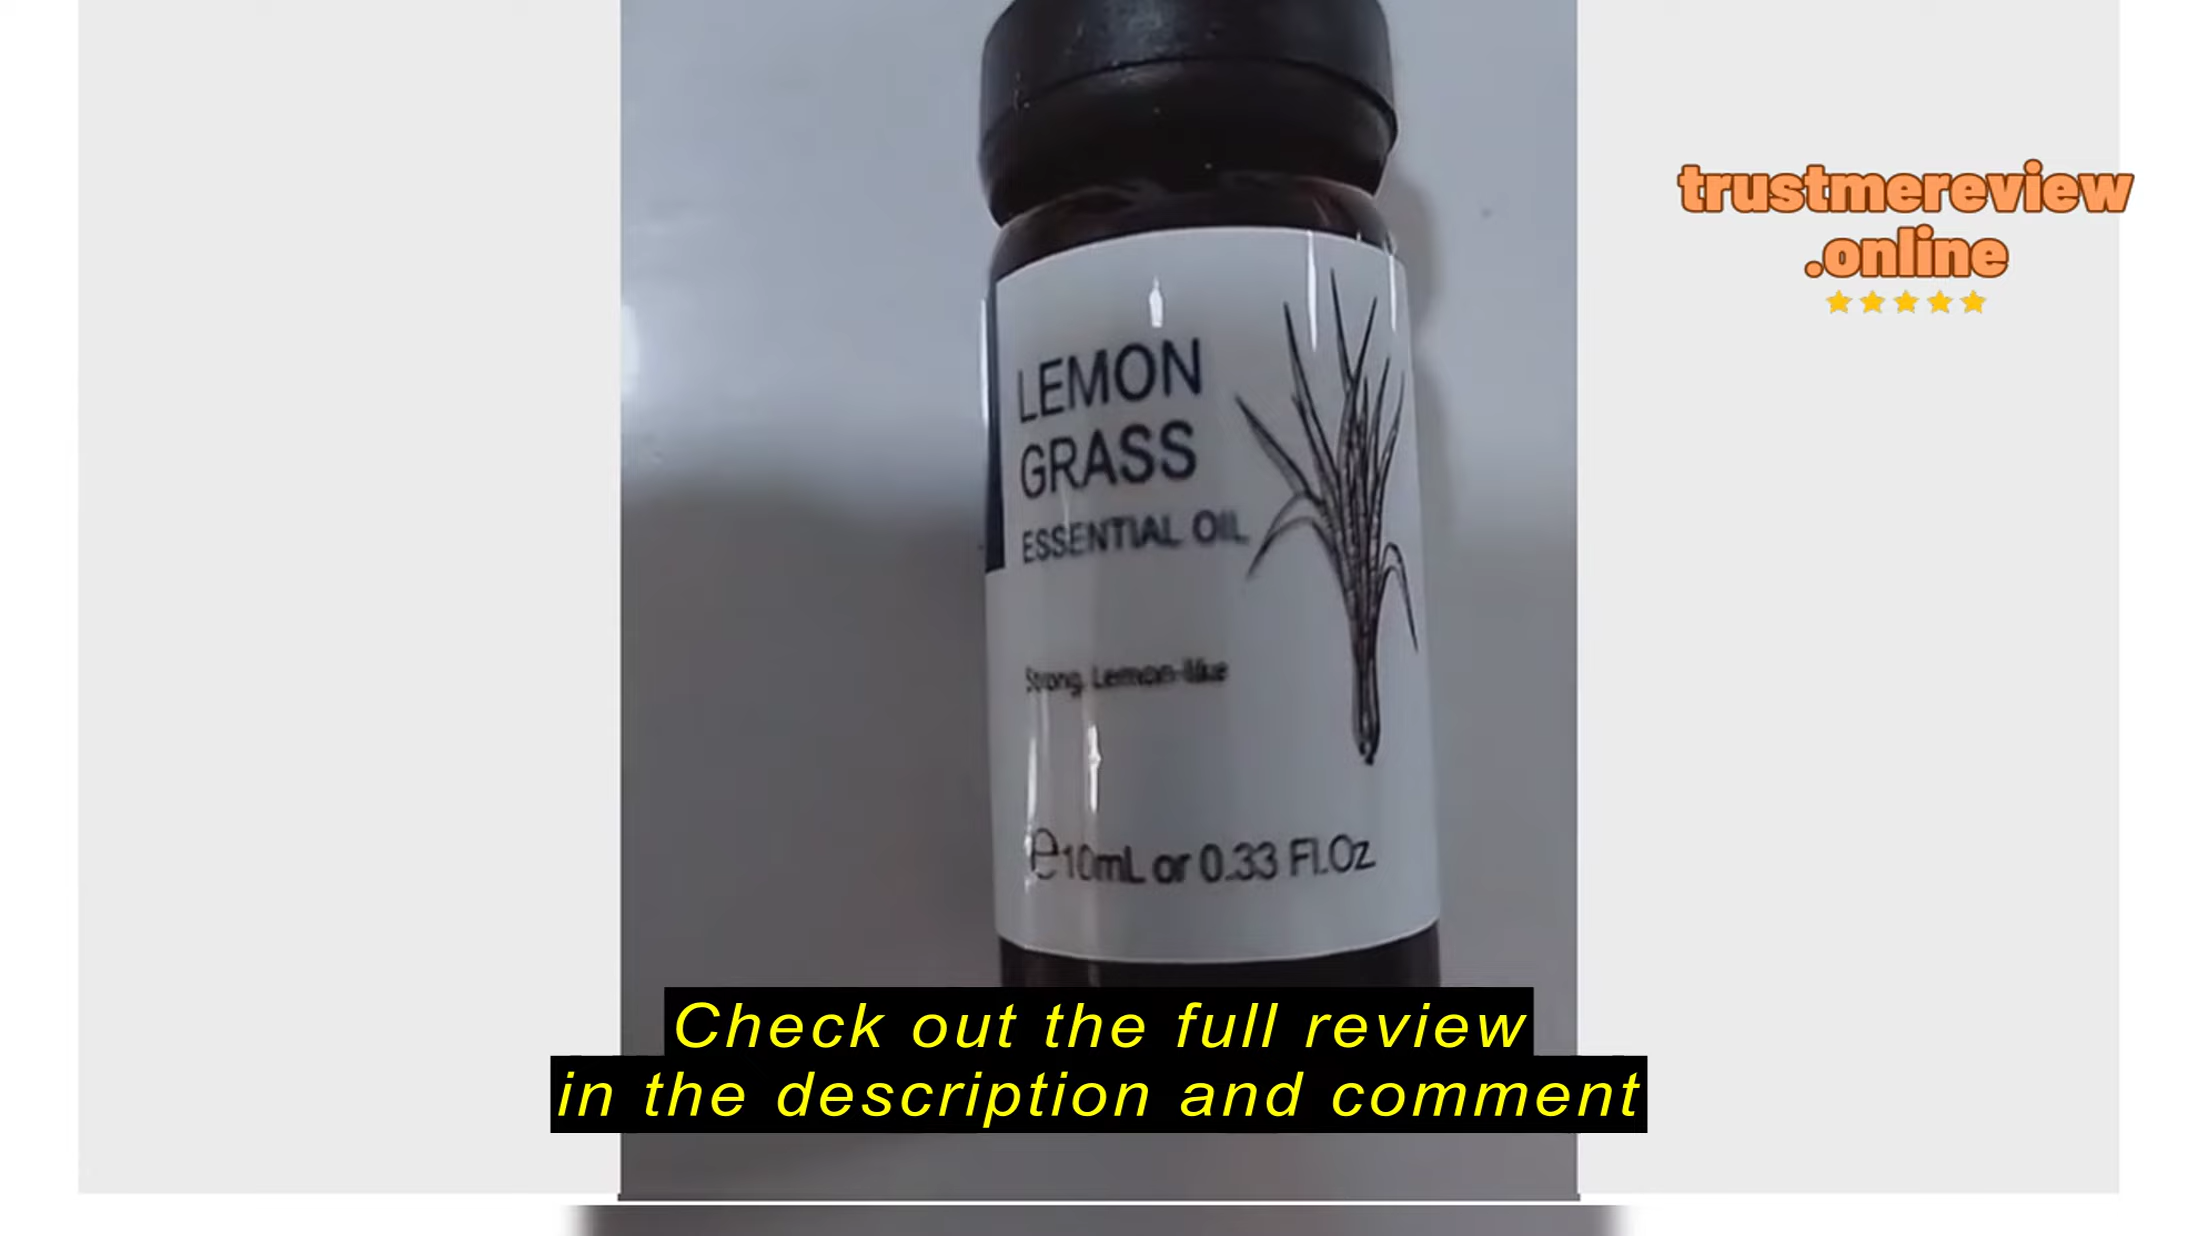 trustmereview
.online
LEMON
GRASS
ESSENTIAL OIL
Strong, Lemon-like
℮10mL or 0.33 Fl.Oz
Check out the full review
in the description and comment